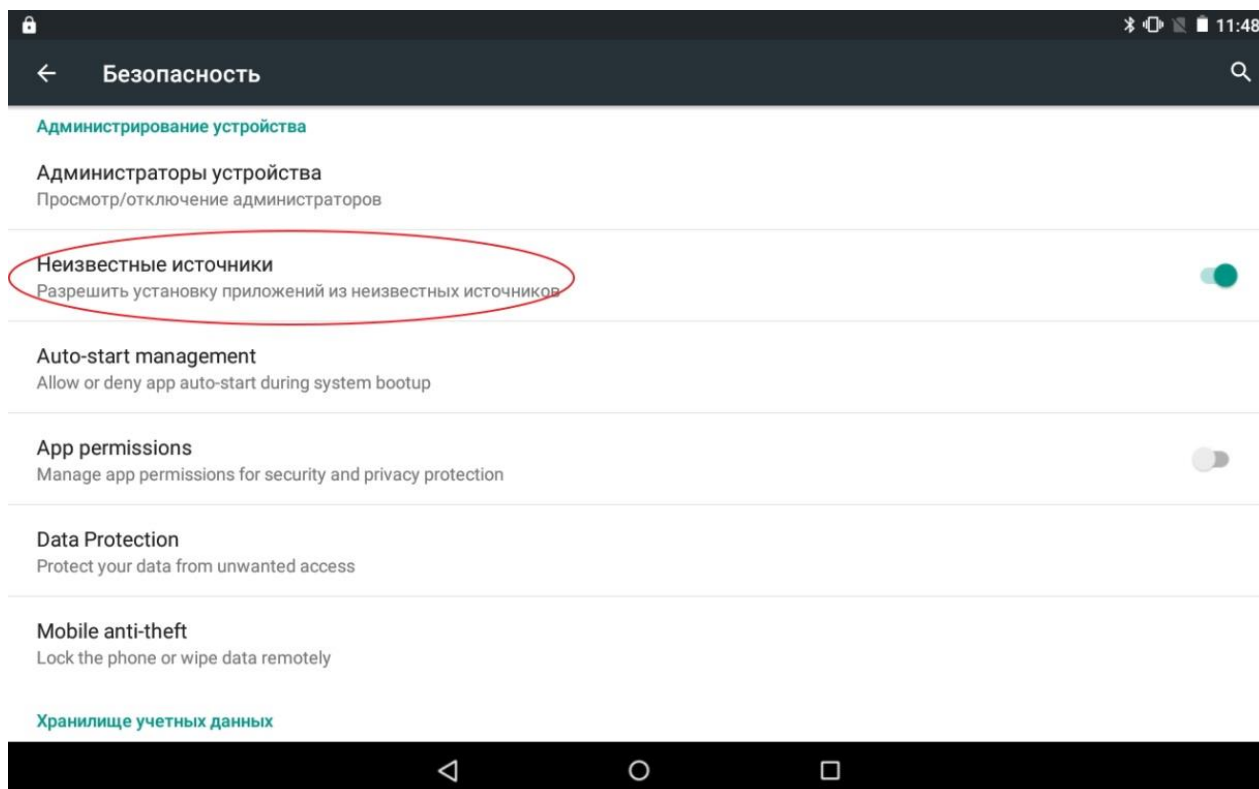 11:48
Безопасность
Администрирование устройства
Администраторы устройства
Просмотр/отключение администраторов
Неизвестные источники
Разрешить установку приложений из неизвестных источников
Auto-start management
Allow or deny app auto-start during system bootup
App permissions
Manage app permissions for security and privacy protection
Data Protection
Protect your data from unwanted access
Mobile anti-theft
Lock the phone or wipe data remotely
Хранилище учетных данных